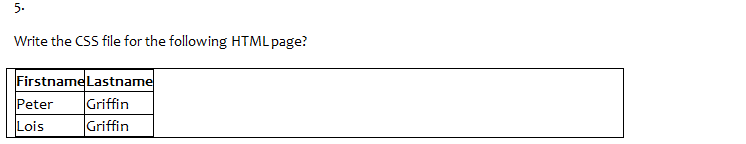 5.
Write the CSS file for the following HTML page?
Firstname Lastname
Peter Griffin
Lois Griffin